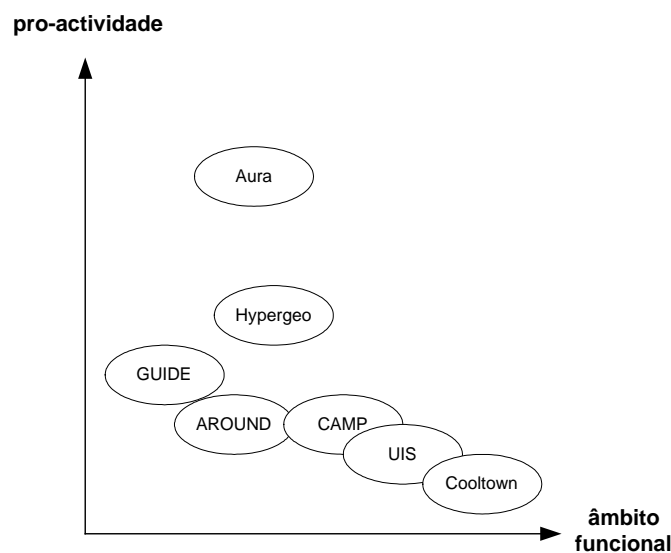 pro-actividade
Aura
Hypergeo
GUIDE
AROUND
CAMP
UIS
Cooltown
âmbito
funcional